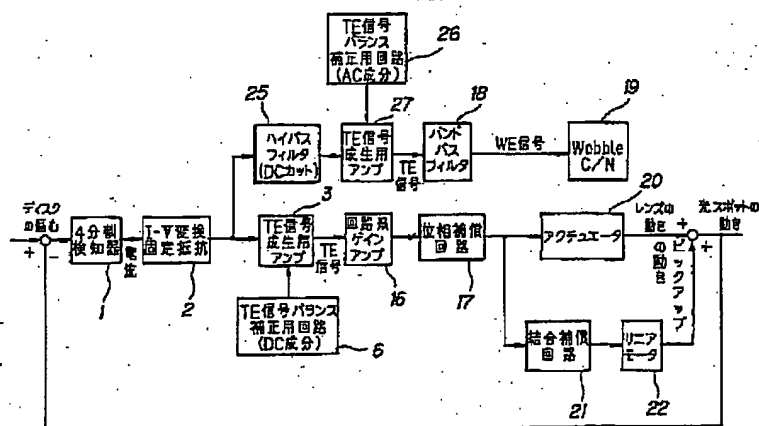 TE信号
バランス
補正用回路
(AC成分)
26
25
27
18
19
ハイパス
フィルタ
(DCカット)
TE信号
成生用
アンプ
TE
信号
バンド
パス
フィルタ
WE信号
Wobble
C/N
3
20
ディスク
の偏心
+
-
4分割
検知器
電流
I-V変換
固定抵抗
TE信号
成生用
アンプ
TE
信号
回路系
ゲイン
アンプ
位相補償
回路
アクチュエータ
レンズの
動き
+
+
光スポットの
動き
ピックアップ
の動き
1
2
16
17
TE信号バランス
補正用回路
(DC成分)
6
結合補償
回路
リニア
モータ
21
22